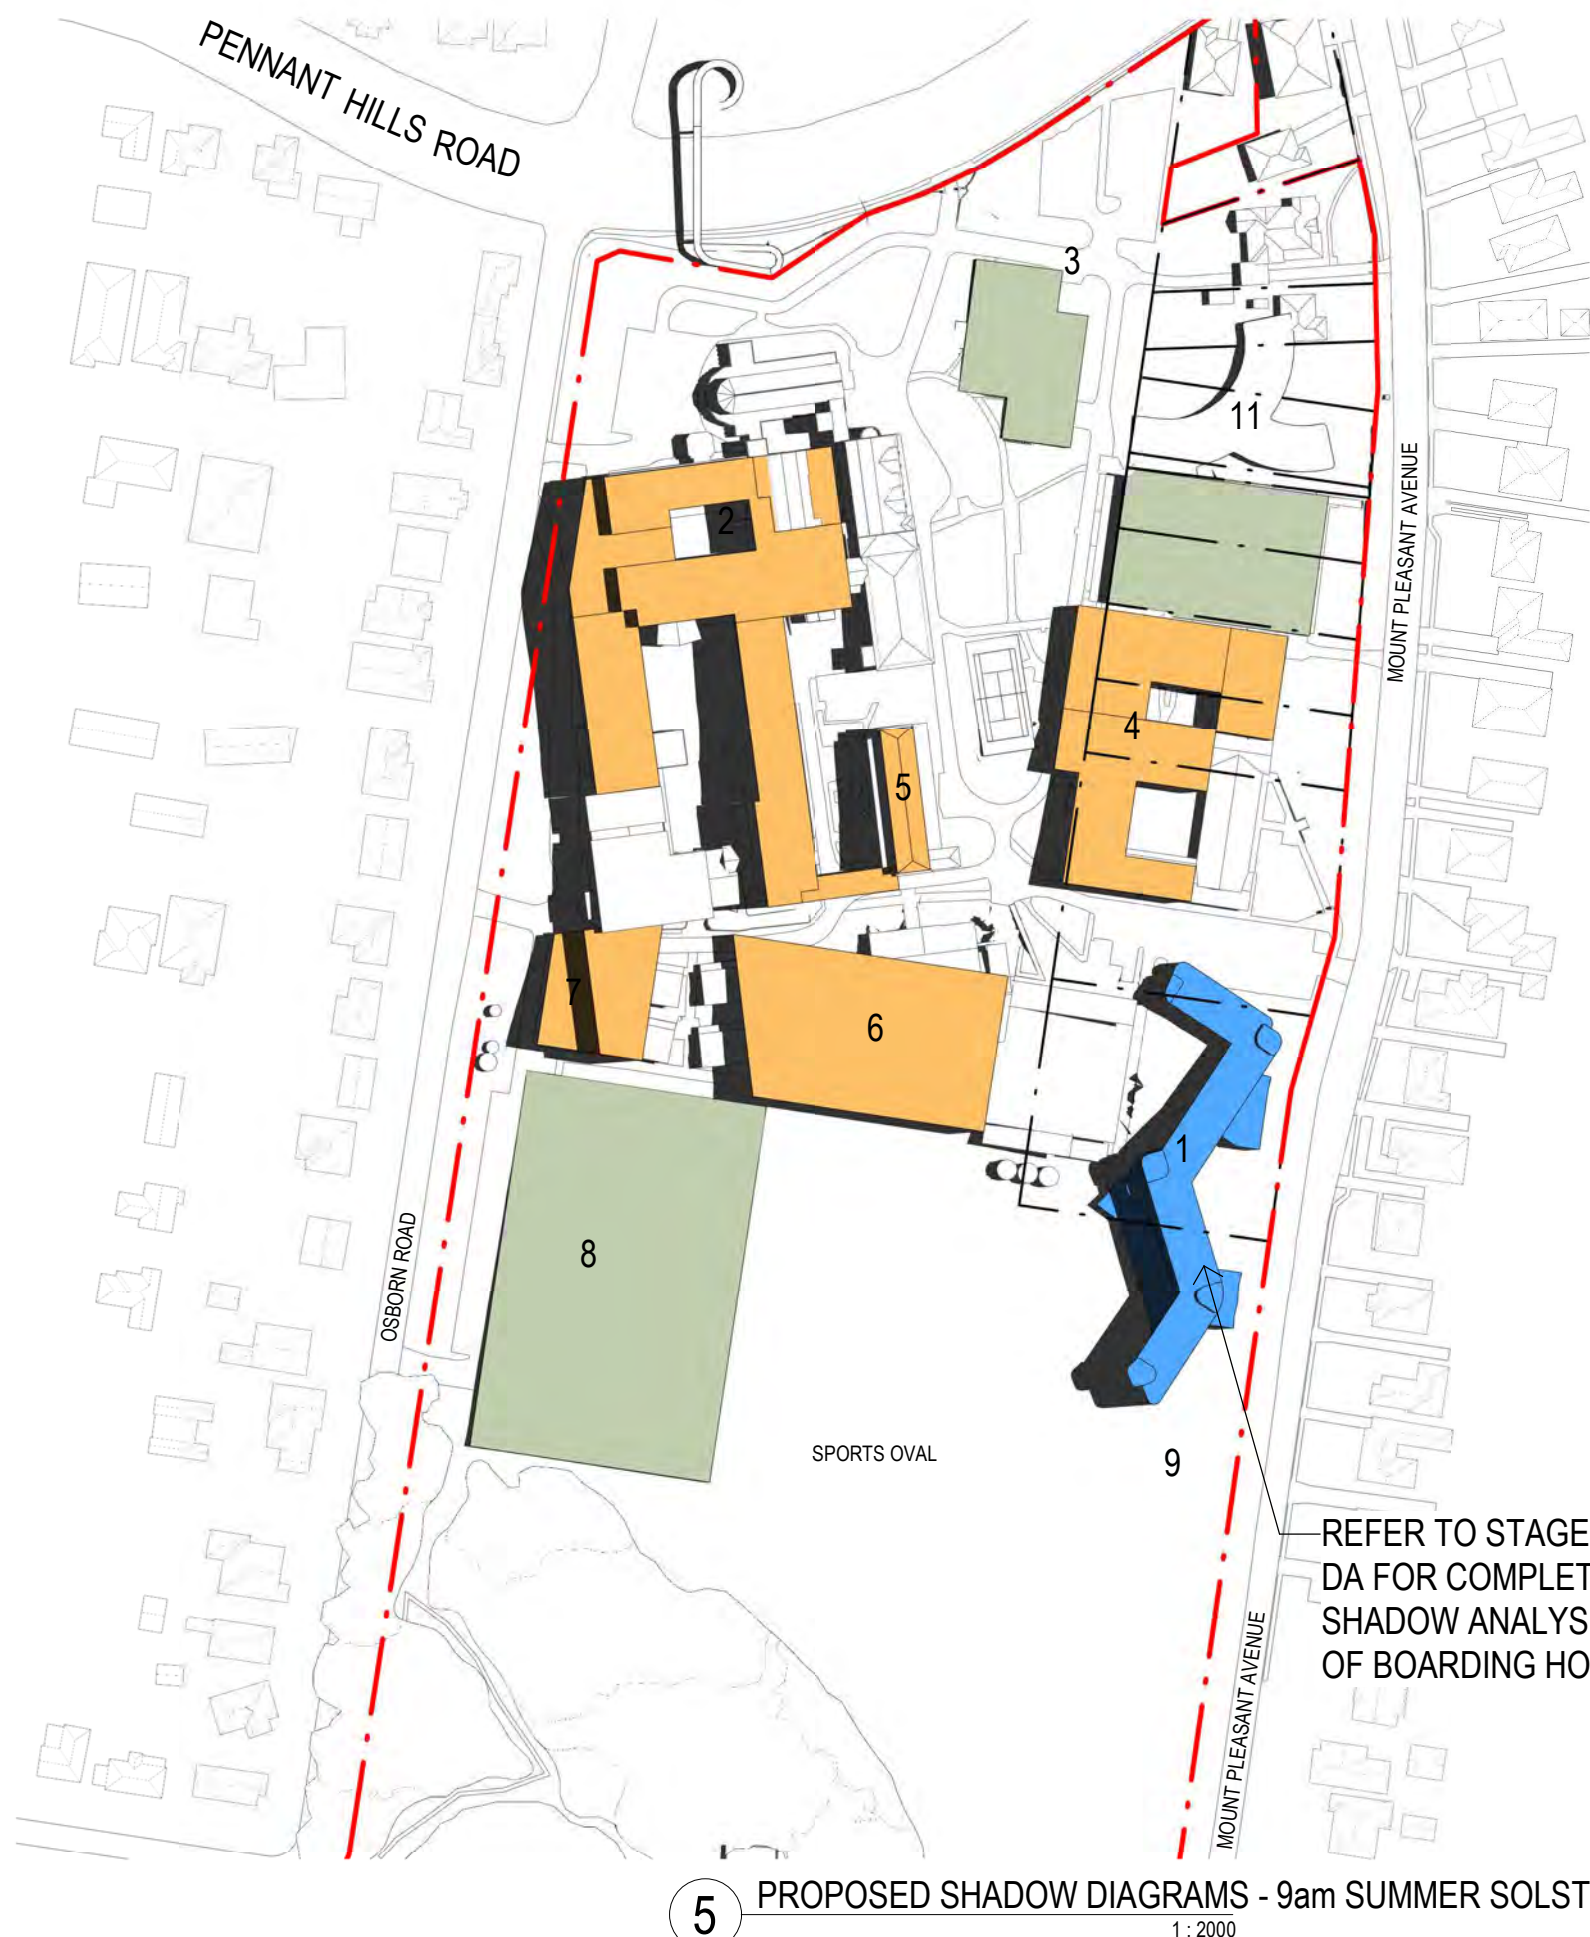 PENNANT HILLS ROAD
3
11
MOUNT PLEASANT AVENUE
2
4
5
7
6
1
8
OSBORN ROAD
SPORTS OVAL
9
REFER TO STAGE
DA FOR COMPLET
SHADOW ANALYS
OF BOARDING HO
MOUNT PLEASANT AVENUE
5
PROPOSED SHADOW DIAGRAMS - 9am SUMMER SOLST
1 : 2000